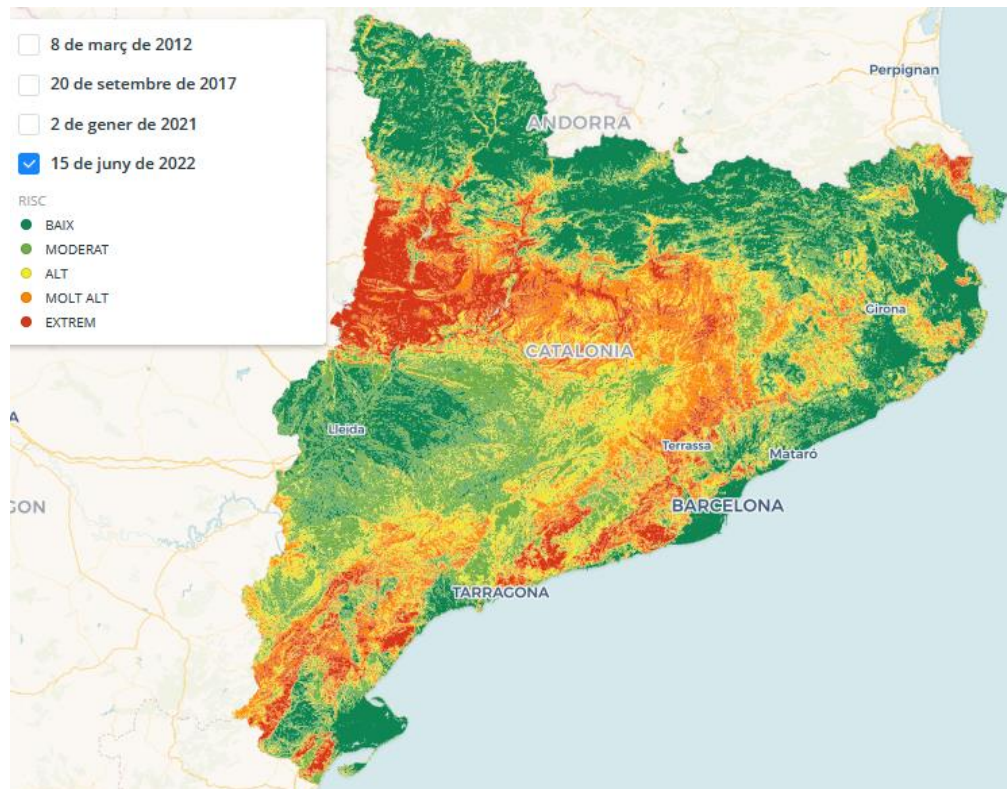 8 de març de 2012
20 de setembre de 2017
2 de gener de 2021
15 de juny de 2022
RISC
BAIX
MODERAT
ALT
MOLT ALT
EXTREM
Perpignan
ANDORRA
Girona
CATALONIA
A
Lleida
Terrassa
Mataró
GON
BARCELONA
TARRAGONA